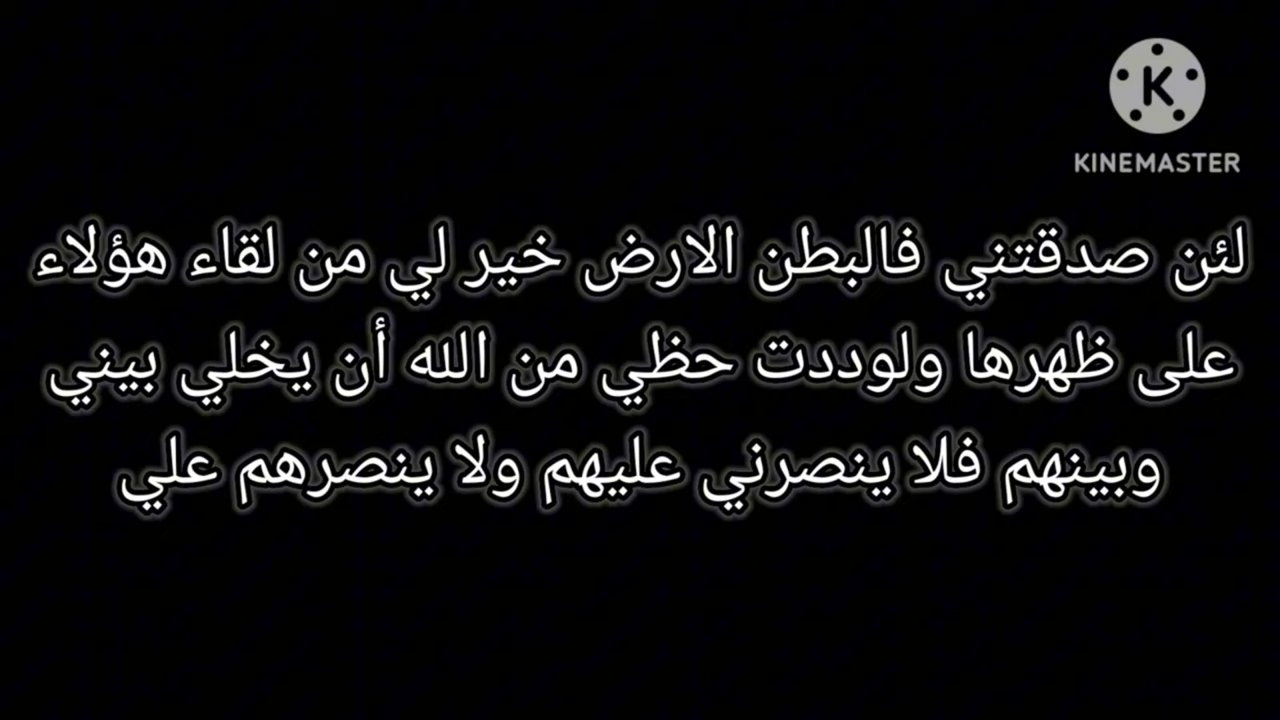 K
KINEMASTER
لئن صدقتني فالبطن الارض خير لي من لقاء هؤلاء
على ظهرها ولوددت حظي من الله أن يخلي بيني
وبينهم فلا ينصرني عليهم ولا ينصرهم علي